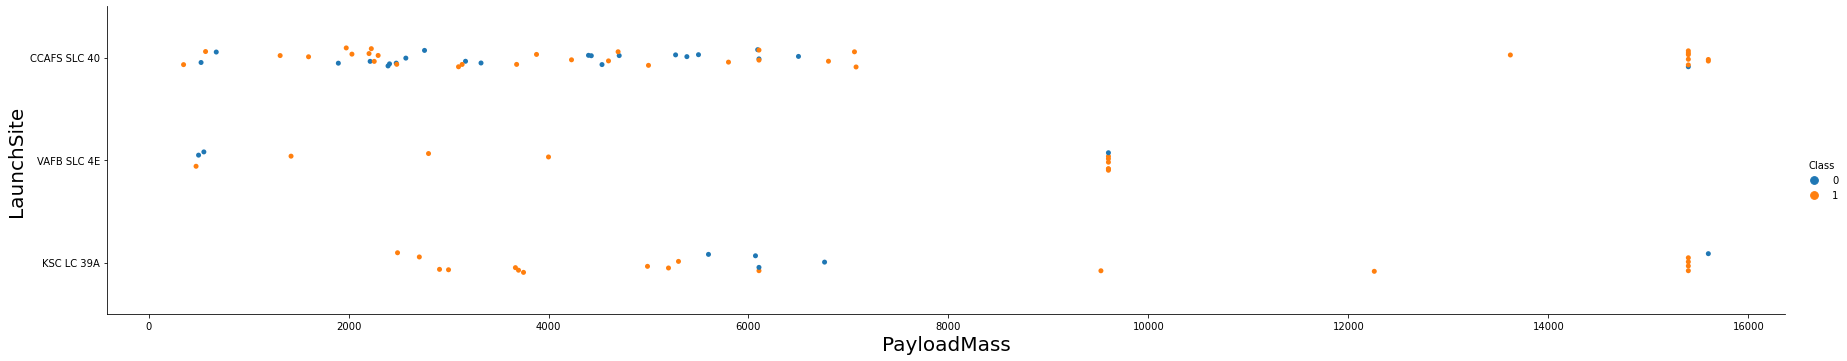 LaunchSite
CCAFS SLC 40
VAFB SLC 4E
KSC LC 39A
0 2000 4000 6000 8000 10000 12000 14000 16000
PayloadMass
Class
0
1